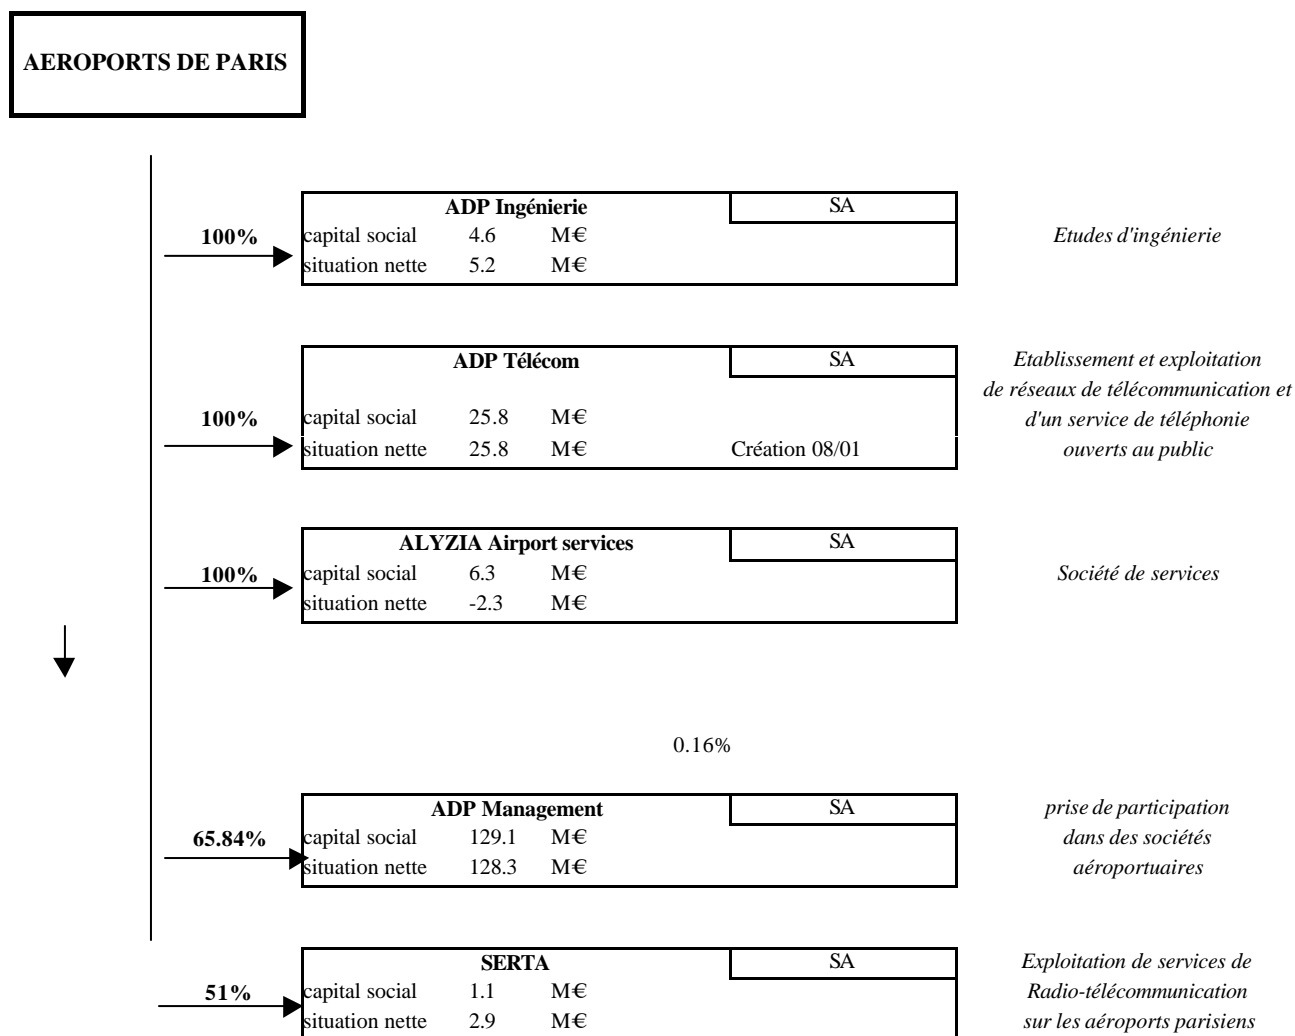 AEROPORTS DE PARIS
ADP Ingénierie SA
100% capital social 4.6 M€ Etudes d'ingénierie
situation nette 5.2 M€
ADP Télécom SA Etablissement et exploitation
de réseaux de télécommunication et
100% capital social 25.8 M€ d'un service de téléphonie
situation nette 25.8 M€ Création 08/01 ouverts au public
ALYZIA Airport services SA
100% capital social 6.3 M€ Société de services
situation nette -2.3 M€
0.16%
ADP Management SA prise de participation
65.84% capital social 129.1 M€ dans des sociétés
situation nette 128.3 M€ aéroportuaires
SERTA SA Exploitation de services de
51% capital social 1.1 M€ Radio-télécommunication
situation nette 2.9 M€ sur les aéroports parisiens